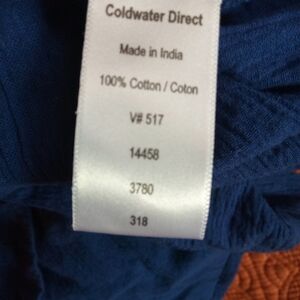 Coldwater Direct
Made in India
100% Cotton / Coton
V# 517
14458
3780
318